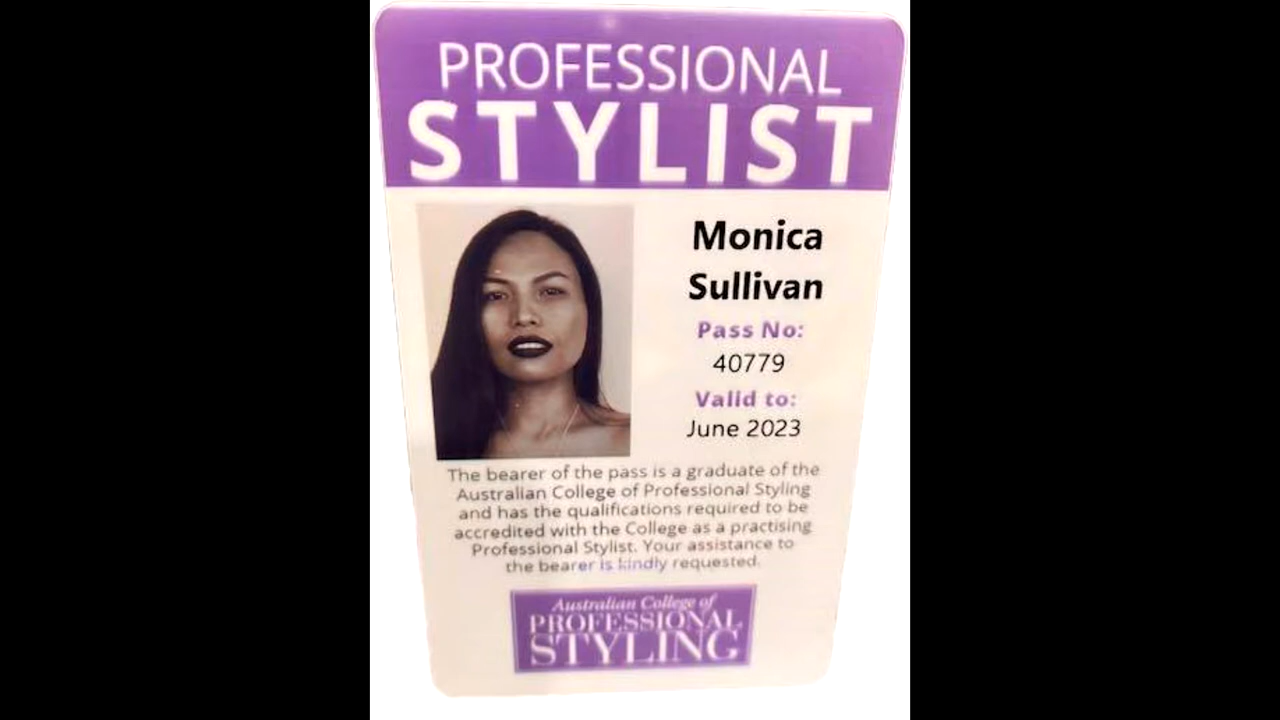 PROFESSIONAL
STYLIST
Monica
Sullivan
Pass No:
40779
Valid to:
June 2023
The bearer of the pass is a graduate of the
Australian College of Professional Styling
and has the qualifications required to be
accredited with the College as a practising
Professional Stylist. Your assistance to
the bearer is kindly requested.
Australian College of
PROFESSIONAL
STYLING